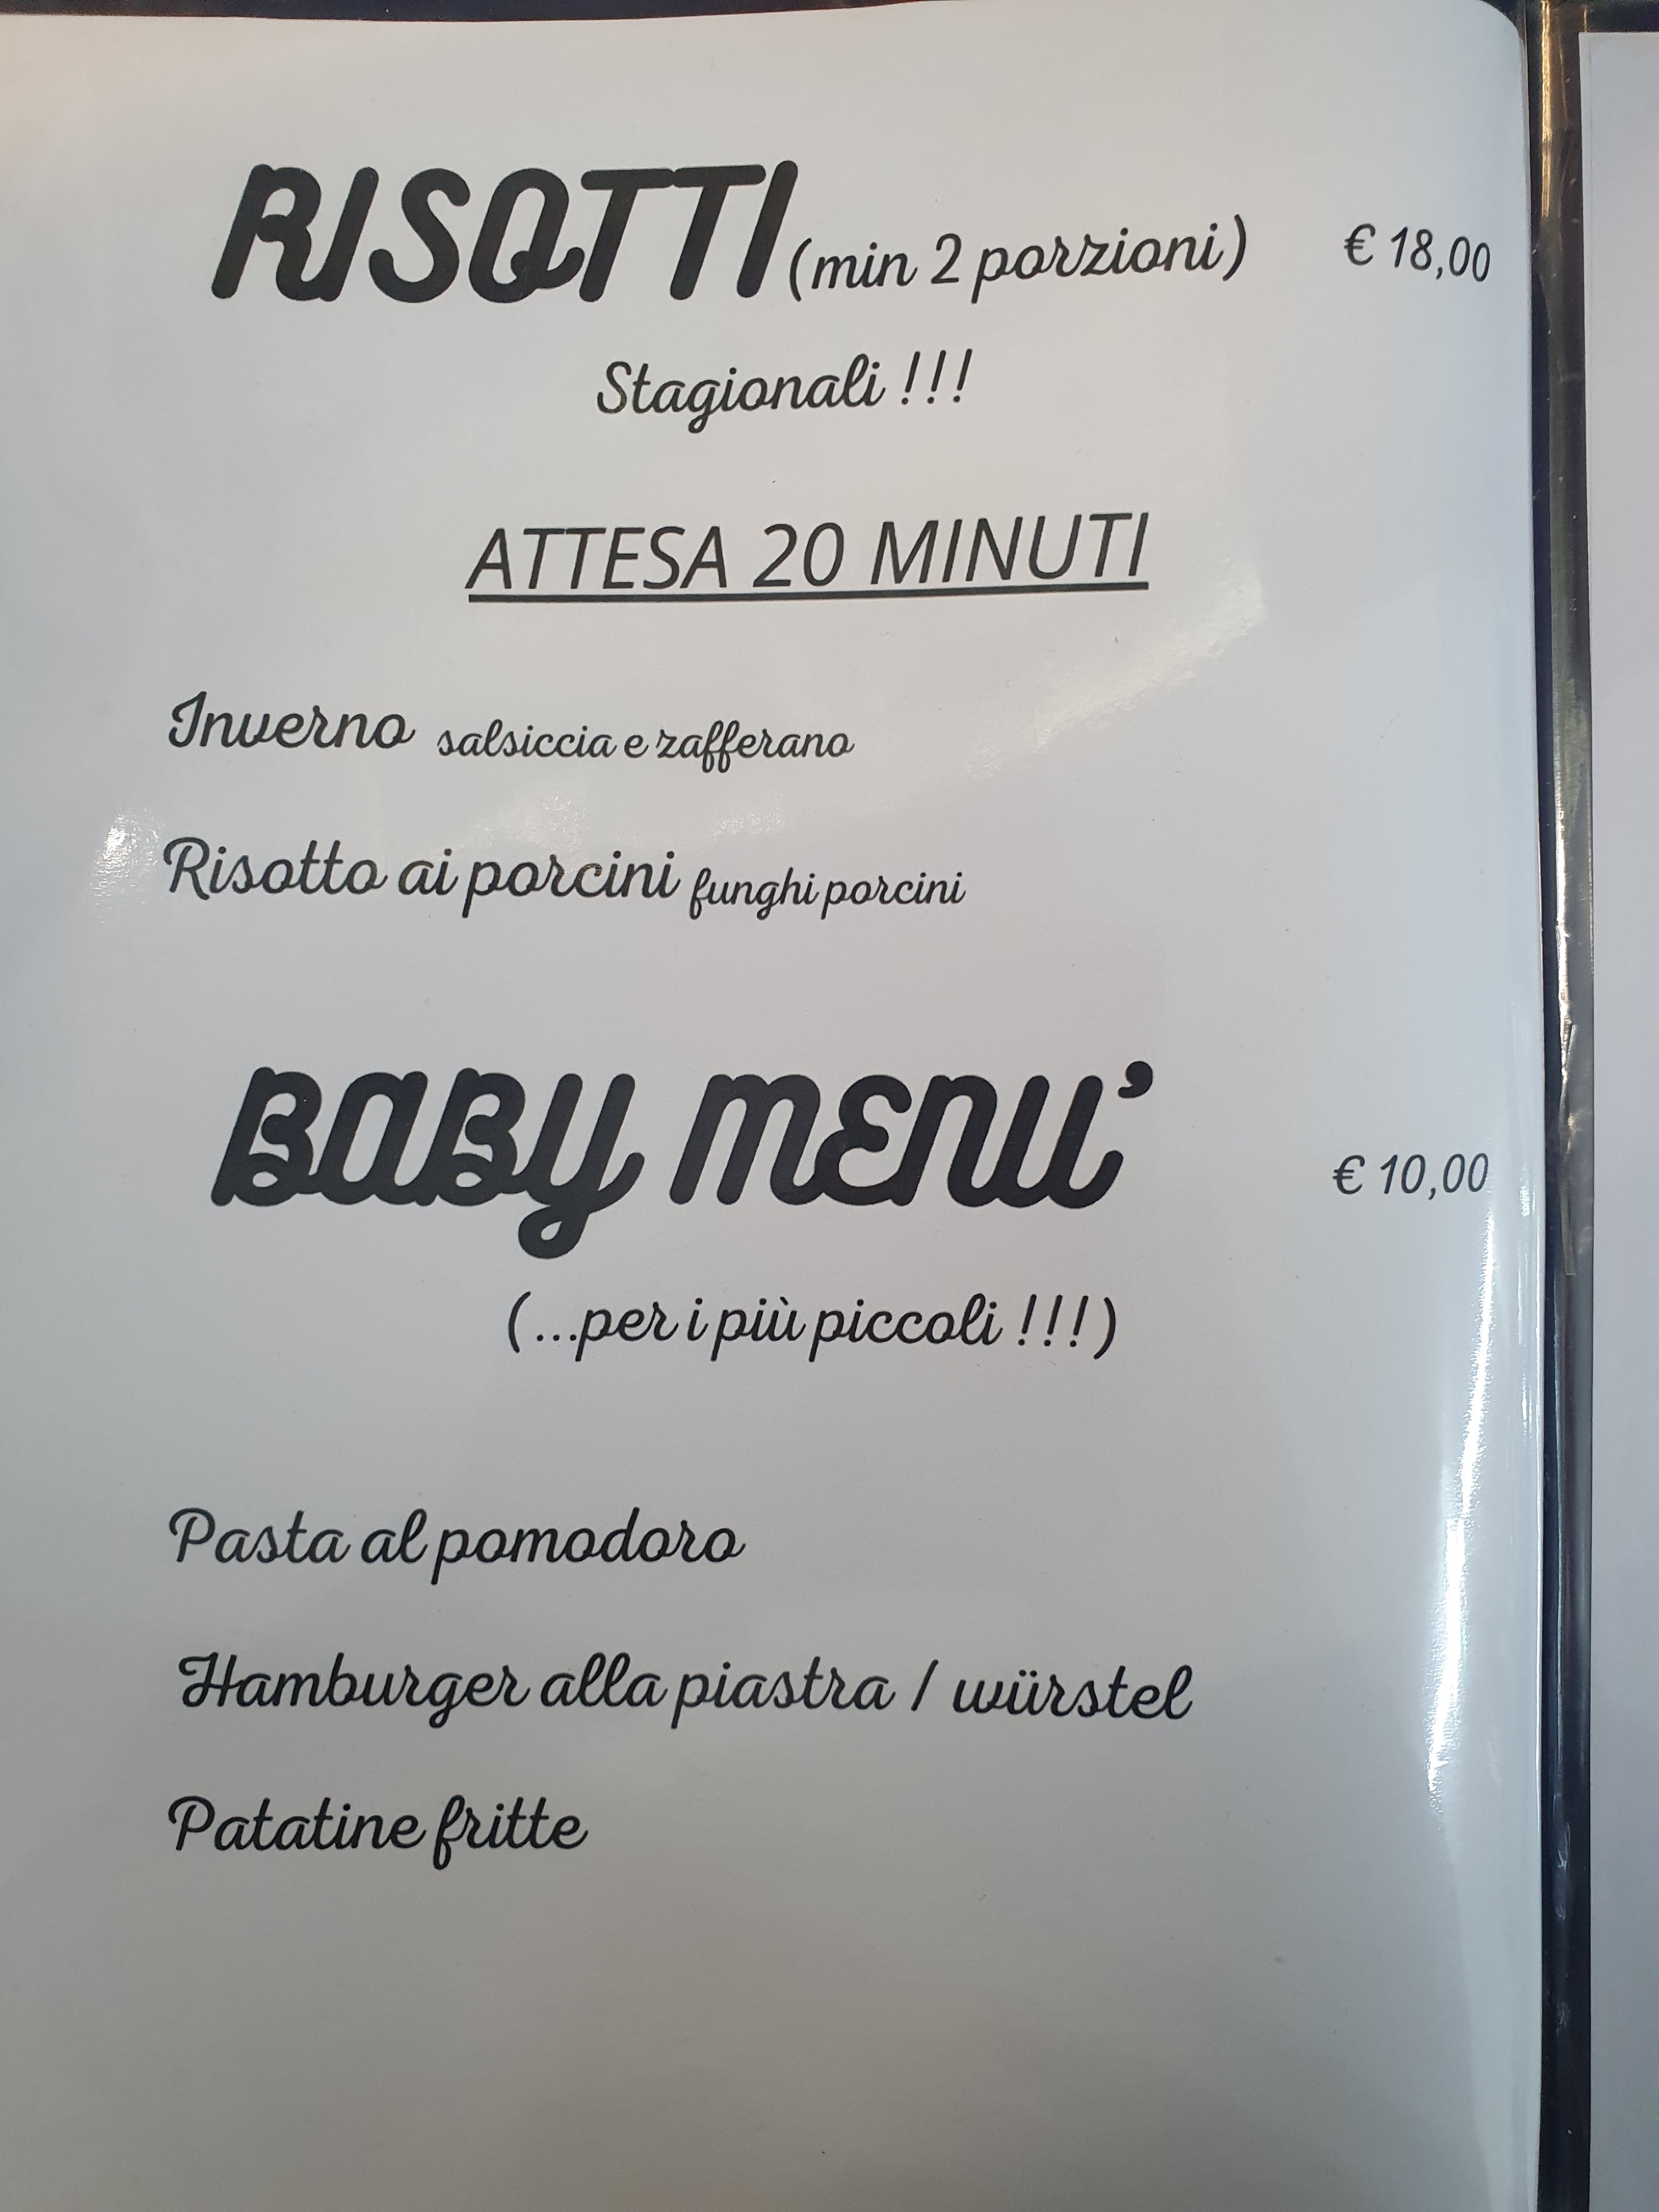 RISOTTI (min 2 porzioni) € 18,00
Stagionali !!!
ATTESA 20 MINUTI
Inverno salsiccia e zafferano
Risotto ai porcini funghi porcini
BABY MENU' € 10,00
(...per i più piccoli !!!)
Pasta al pomodoro
Hamburger alla piastra / würstel
Patatine fritte